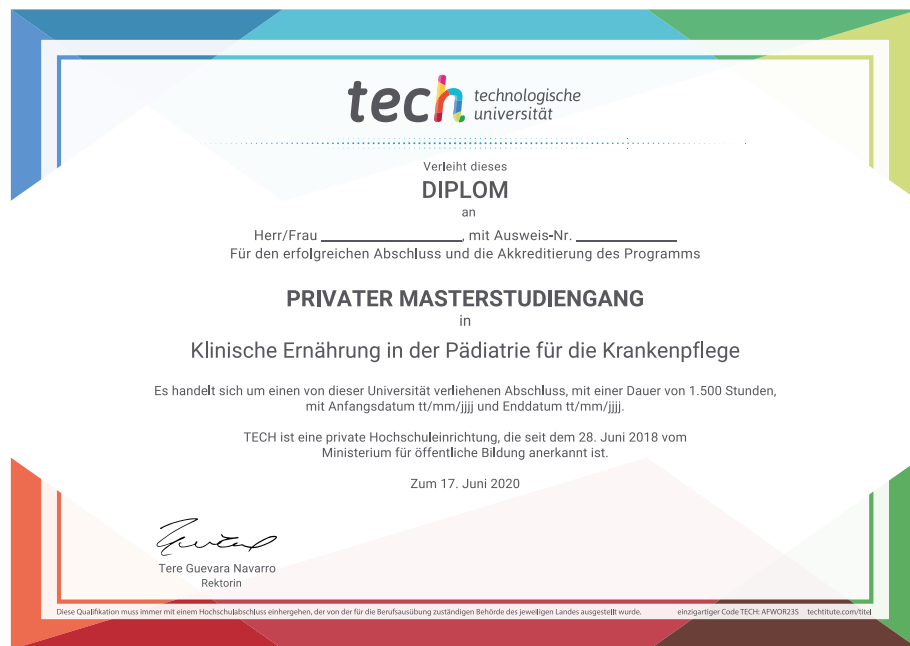 tech technologische
universität
Verleiht dieses
DIPLOM
an
Herr/Frau ____________________, mit Ausweis-Nr. ______________
Für den erfolgreichen Abschluss und die Akkreditierung des Programms
PRIVATER MASTERSTUDIENGANG
in
Klinische Ernährung in der Pädiatrie für die Krankenpflege
Es handelt sich um einen von dieser Universität verliehenen Abschluss, mit einer Dauer von 1.500 Stunden,
mit Anfangsdatum tt/mm/jjjj und Enddatum tt/mm/jjjj.
TECH ist eine private Hochschuleinrichtung, die seit dem 28. Juni 2018 vom
Ministerium für öffentliche Bildung anerkannt ist.
Zum 17. Juni 2020
Tere Guevara Navarro
Rektorin
Diese Qualifikation muss immer mit einem Hochschulabschluss einhergehen, der von der für die Berufsausübung zuständigen Behörde des jeweiligen Landes ausgestellt wurde. einzigartiger Code TECH: AFWOR23S techtitute.com/titel